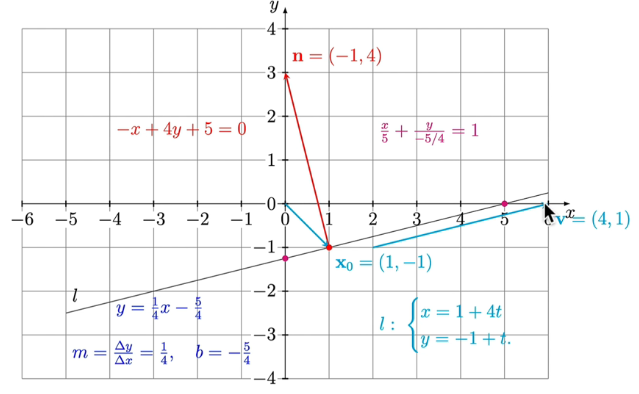 y
4
n = (−1, 4)
3
−x + 4y + 5 = 0
2
x/5 + y/−5/4 = 1
1
0
−6 −5 −4 −3 −2 −1 0 1 2 3 4 5 x
v = (4, 1)
−1
x₀ = (1, −1)
l
−2
y = 1/4x − 5/4
l : { x = 1 + 4t
y = −1 + t.
−3
m = Δy/Δx = 1/4, b = −5/4
−4